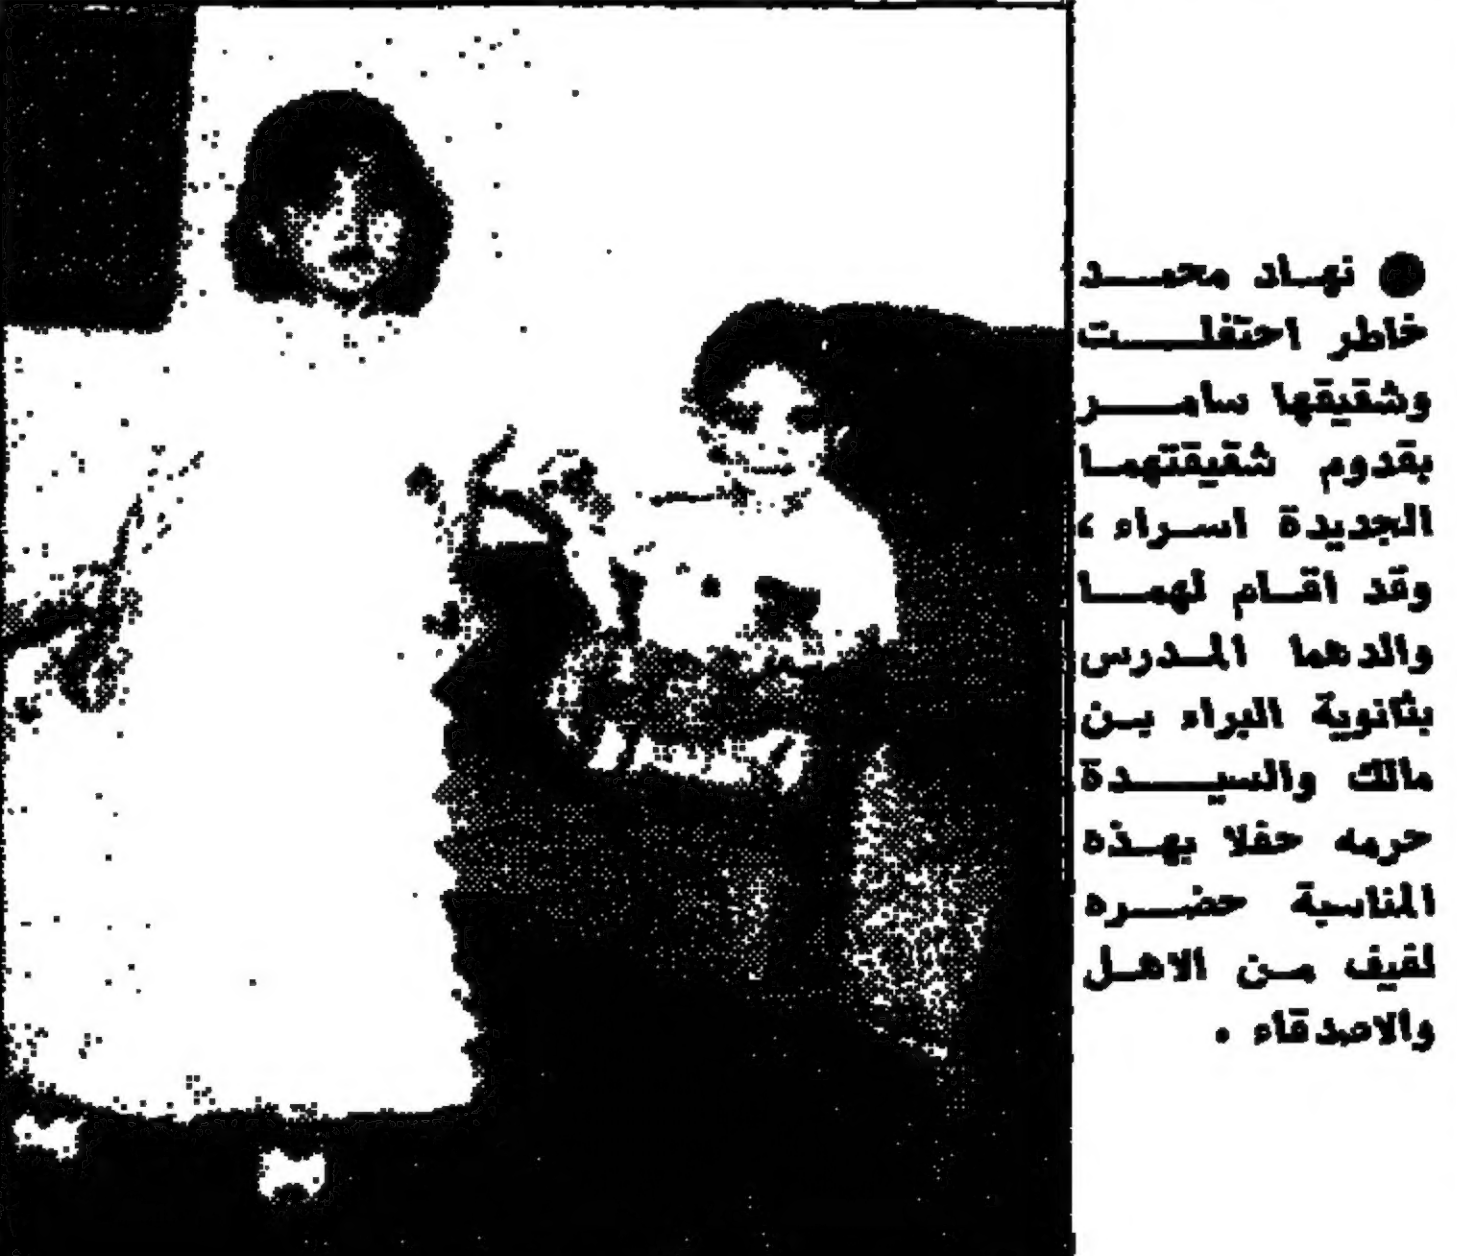 ● نهاد محمد
خاطر احتفلت
وشقيقها سامر
بقدوم شقيقتهما
الجديدة اسراء ،
وقد اقام لهما
والدهما المدرس
بثانوية البراء بن
مالك والسيدة
حرمه حفلا بهذه
المناسبة حضره
لفيف من الاهل
والاصدقاء .